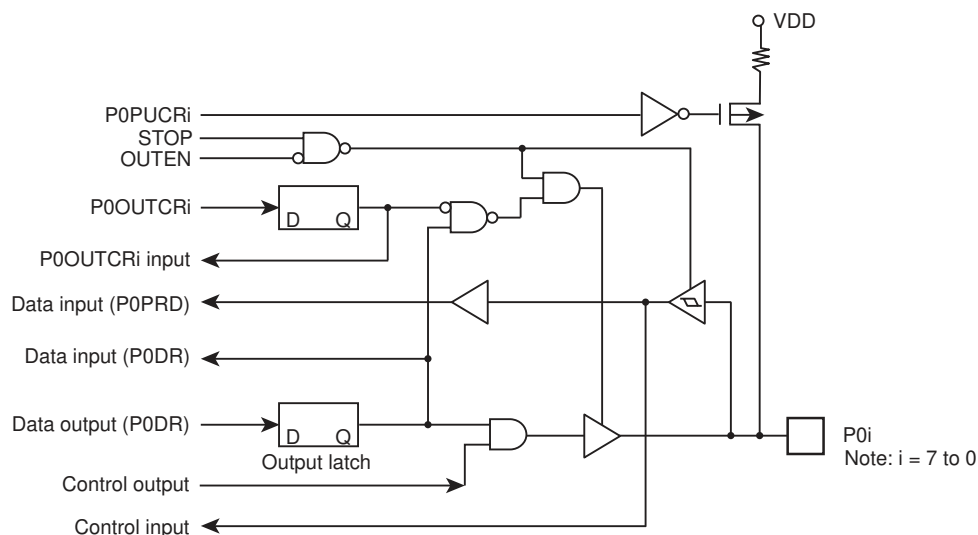 VDD
P0PUCRi
STOP
OUTEN
P0OUTCRi
D Q
P0OUTCRi input
Data input (P0PRD)
Data input (P0DR)
Data output (P0DR)
D Q
Output latch
P0i
Note: i = 7 to 0
Control output
Control input